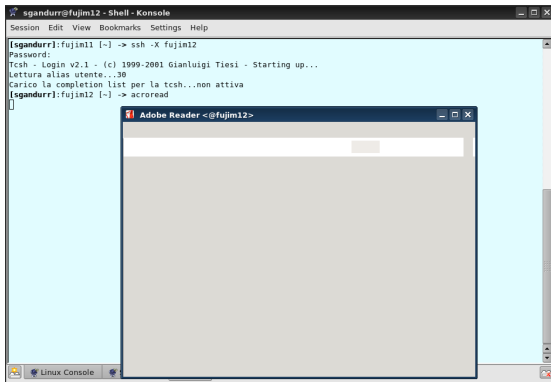 sgandurr@fujim12 - Shell - Konsole
Session Edit View Bookmarks Settings Help
[sgandurr]:fujim11 [~] -> ssh -X fujim12
Password:
Tcsh - Login v2.1 - (c) 1999-2001 Gianluigi Tiesi - Starting up...
Lettura alias utente...30
Carico la completion list per la tcsh...non attiva
[sgandurr]:fujim12 [~] -> acroread
Adobe Reader <@fujim12>
Linux Console